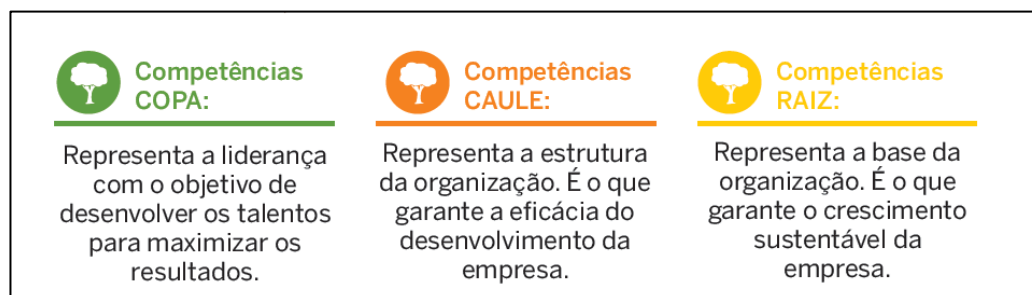 Competências
COPA:
Representa a liderança
com o objetivo de
desenvolver os talentos
para maximizar os
resultados.
Competências
CAULE:
Representa a estrutura
da organização. É o que
garante a eficácia do
desenvolvimento da
empresa.
Competências
RAIZ:
Representa a base da
organização. É o que
garante o crescimento
sustentável da
empresa.